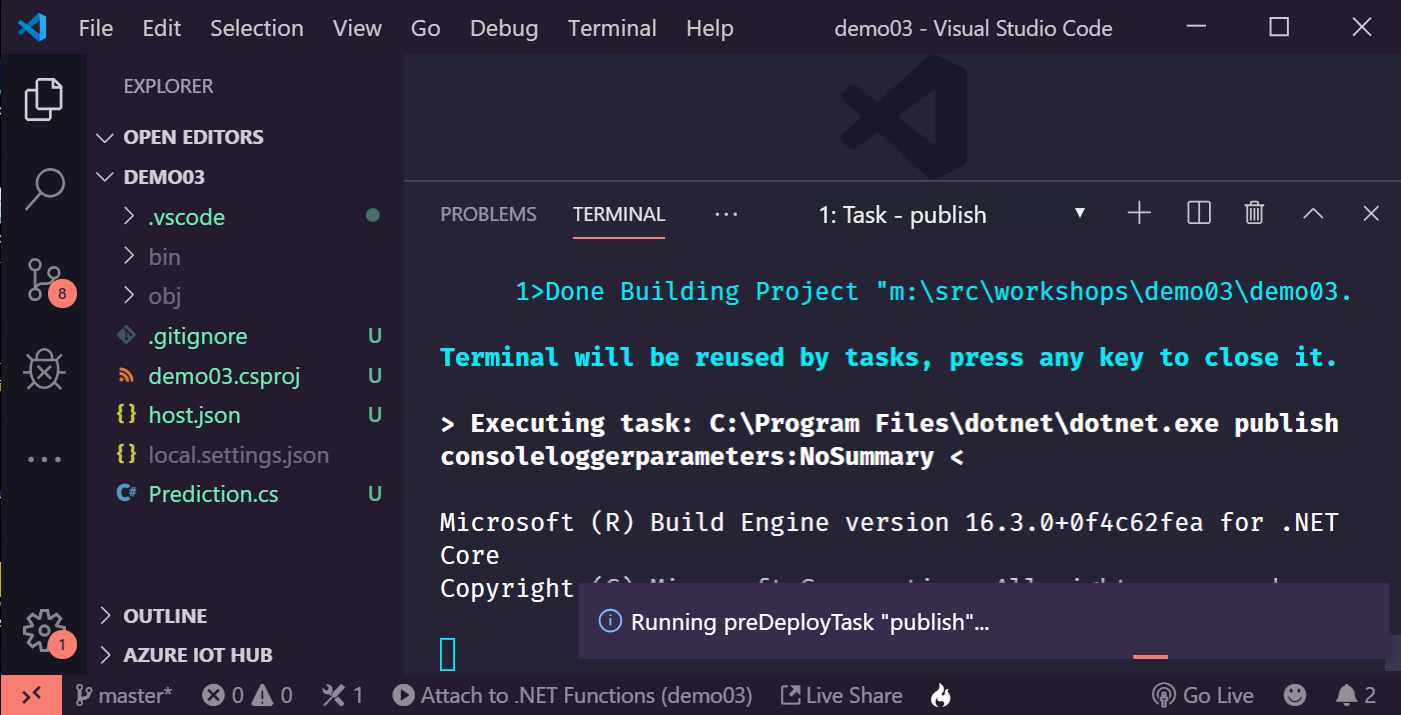 File Edit Selection View Go Debug Terminal Help demo03 - Visual Studio Code
EXPLORER
OPEN EDITORS
DEMO03
.vscode
bin
obj
.gitignore U
demo03.csproj U
host.json U
local.settings.json
Prediction.cs U
OUTLINE
AZURE IOT HUB
8
1
PROBLEMS TERMINAL ··· 1: Task - publish
1>Done Building Project "m:\src\workshops\demo03\demo03.
Terminal will be reused by tasks, press any key to close it.
> Executing task: C:\Program Files\dotnet\dotnet.exe publish
consoleloggerparameters:NoSummary <
Microsoft (R) Build Engine version 16.3.0+0f4c62fea for .NET
Core
Copyright
Running preDeployTask "publish"...
master* 0 0 1 Attach to .NET Functions (demo03) Live Share Go Live 2